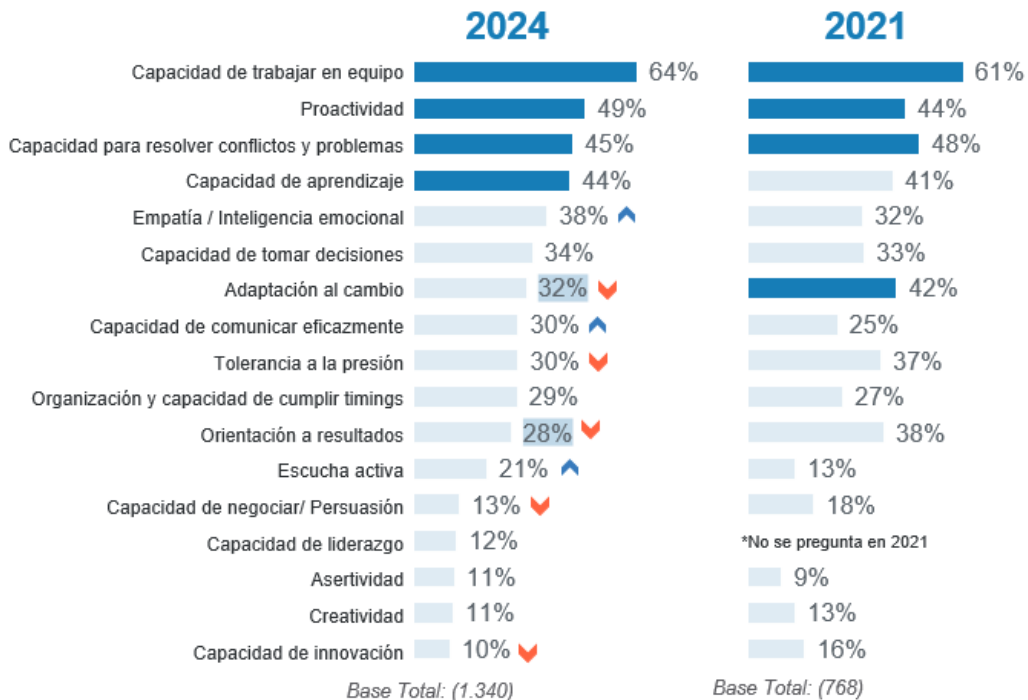 2024 2021
Capacidad de trabajar en equipo 64% 61%
Proactividad 49% 44%
Capacidad para resolver conflictos y problemas 45% 48%
Capacidad de aprendizaje 44% 41%
Empatía / Inteligencia emocional 38% 32%
Capacidad de tomar decisiones 34% 33%
Adaptación al cambio 32% 42%
Capacidad de comunicar eficazmente 30% 25%
Tolerancia a la presión 30% 37%
Organización y capacidad de cumplir timings 29% 27%
Orientación a resultados 28% 38%
Escucha activa 21% 13%
Capacidad de negociar/ Persuasión 13% 18%
Capacidad de liderazgo 12% *No se pregunta en 2021
Asertividad 11% 9%
Creatividad 11% 13%
Capacidad de innovación 10% 16%
Base Total: (1.340) Base Total: (768)